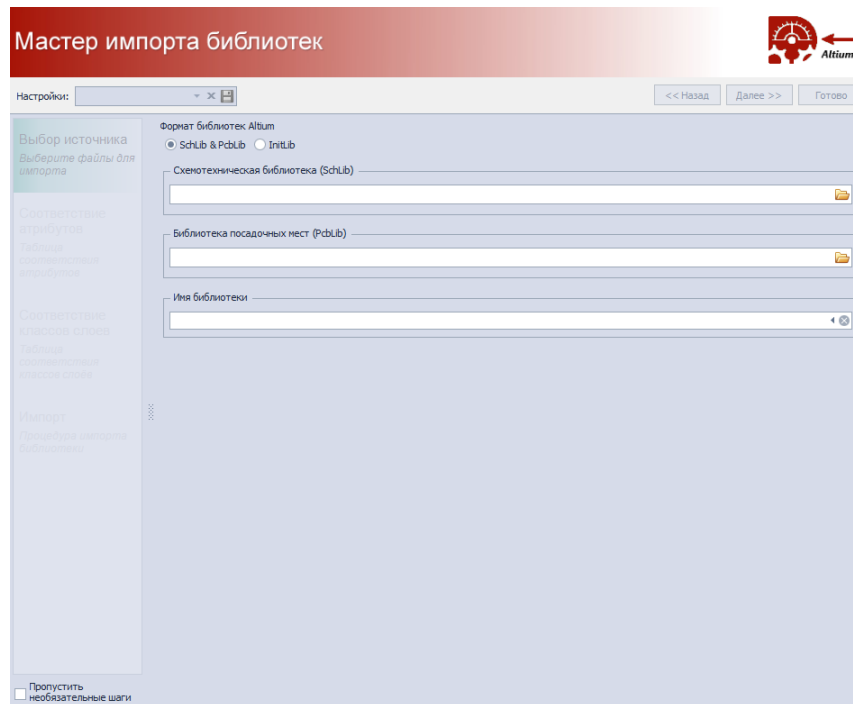 Мастер импорта библиотек
Altium
Настройки:
<< Назад
Далее >>
Готово
Выбор источника
Выберите файлы для
импорта
Соответствие
атрибутов
Таблица
соответствия
атрибутов
Соответствие
классов слоев
Таблица
соответствия
классов слоев
Импорт
Процедура импорта
библиотеки
Формат библиотек Altium
SchLib & PcbLib
IntLib
Схемотехническая библиотека (SchLib)
Библиотека посадочных мест (PcbLib)
Имя библиотеки
Пропустить
необязательные шаги